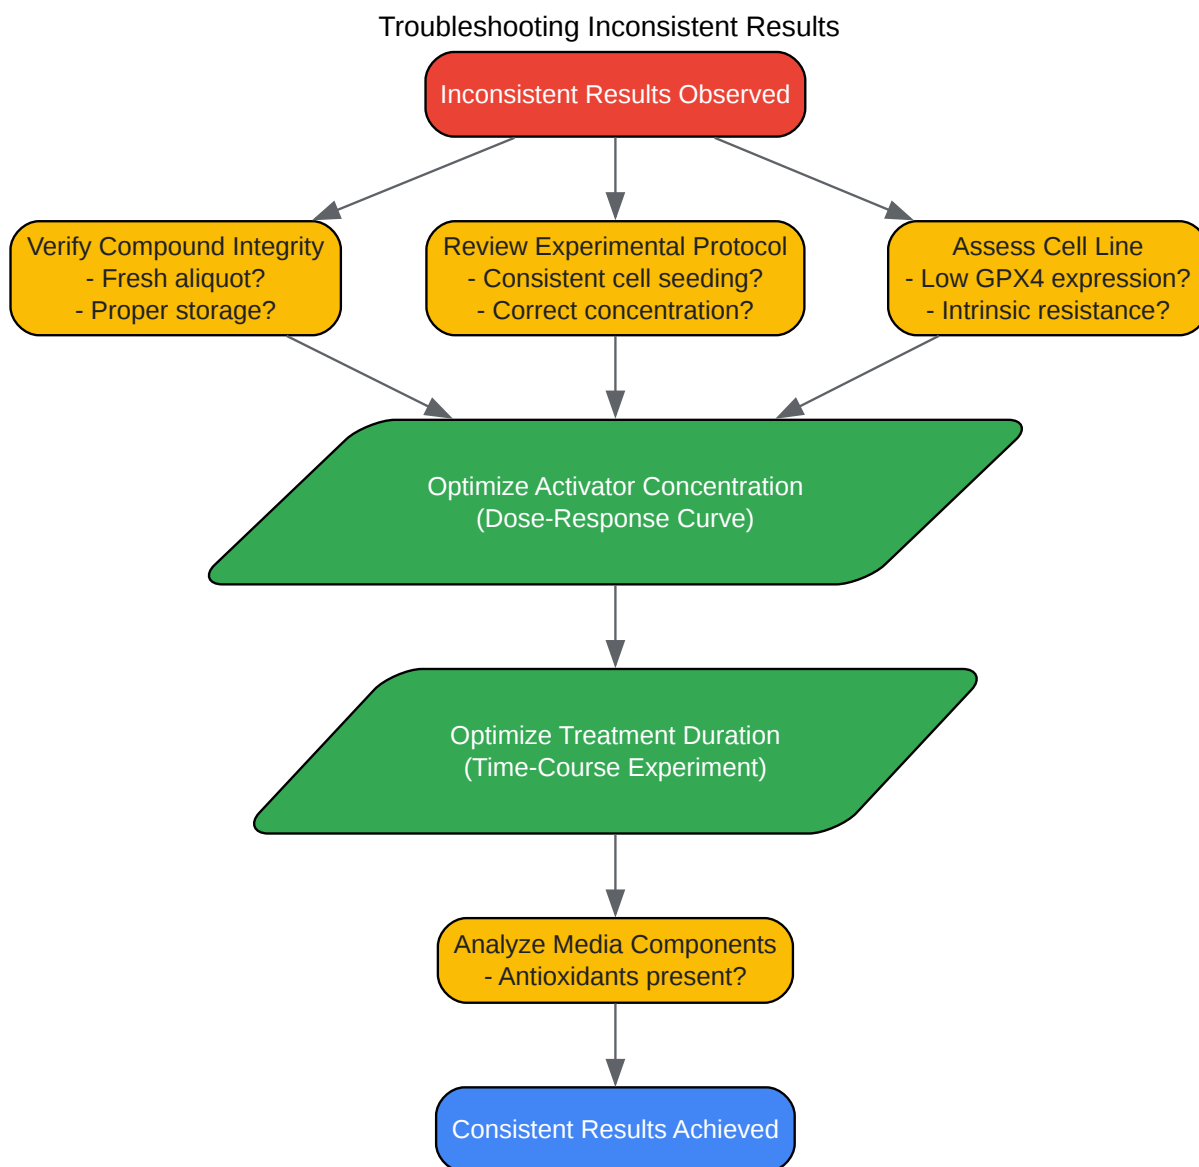 Troubleshooting Inconsistent Results
Inconsistent Results Observed
Verify Compound Integrity
- Fresh aliquot?
- Proper storage?
Review Experimental Protocol
- Consistent cell seeding?
- Correct concentration?
Assess Cell Line
- Low GPX4 expression?
- Intrinsic resistance?
Optimize Activator Concentration
(Dose-Response Curve)
Optimize Treatment Duration
(Time-Course Experiment)
Analyze Media Components
- Antioxidants present?
Consistent Results Achieved